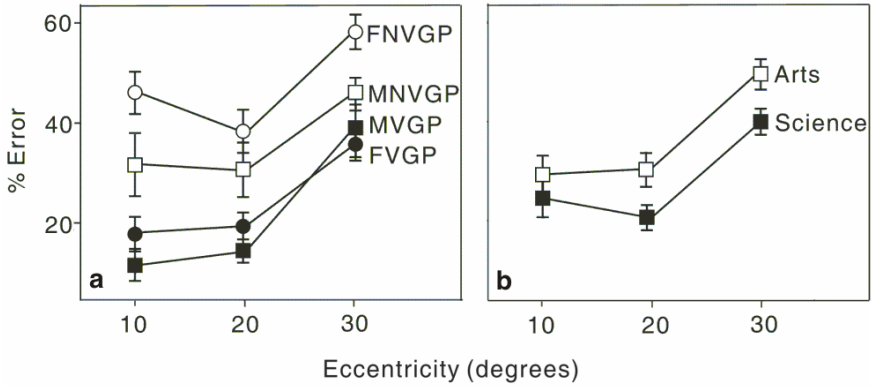 60
40
20
% Error
FNVGP
MNVGP
MVGP
FVGP
a
10 20 30
Arts
Science
b
10 20 30
Eccentricity (degrees)